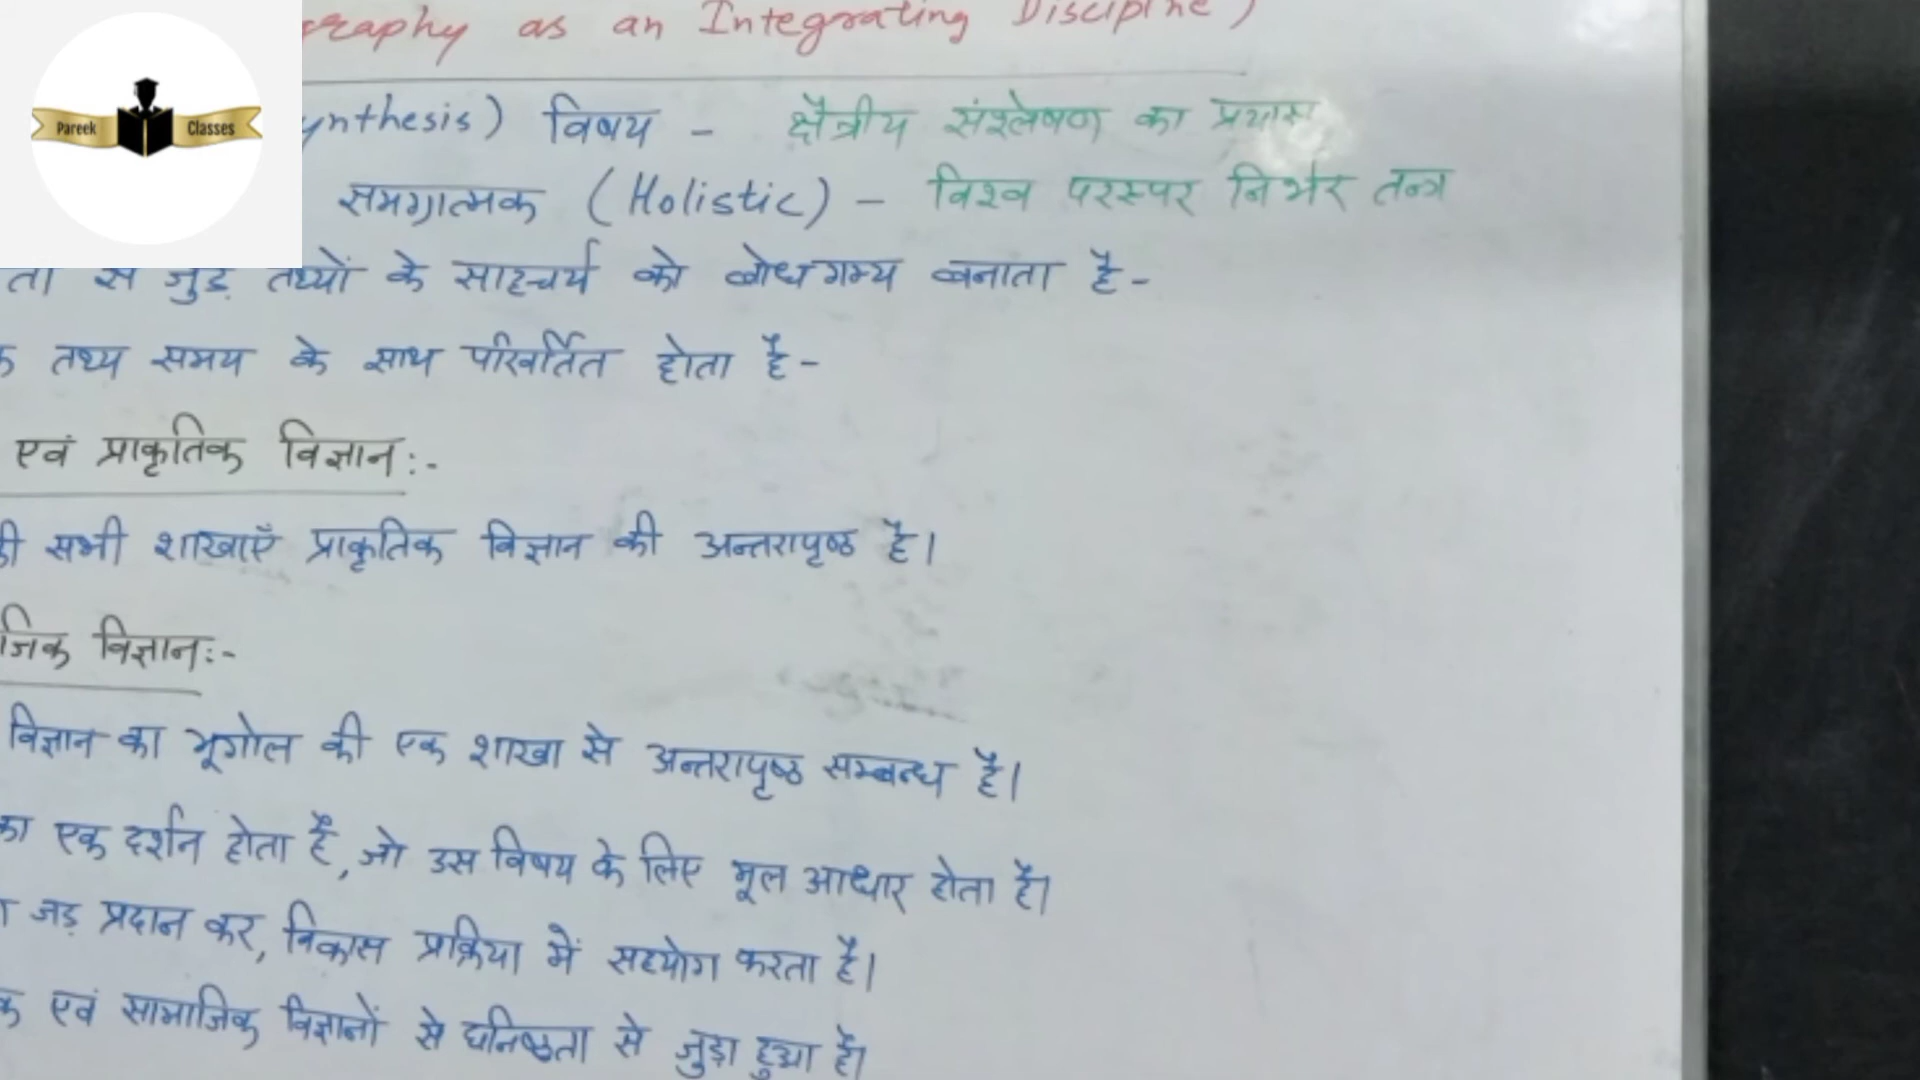 Pareek Classes
as an Integrating Discipline)
विषय - क्षैत्रीय संश्लेषण का प्रयास
समग्रात्मक (Holistic) - विश्व परस्पर निर्भर तन्त्र
से जुड़े तथ्यों के साहचर्य को बोधगम्य बनाता है -
तथ्य समय के साथ परिवर्तित होता है -
एवं प्राकृतिक विज्ञान :-
सभी शाखाएँ प्राकृतिक विज्ञान की अन्तरापृष्ठ है।
विज्ञान :-
विज्ञान का भूगोल की एक शाखा से अन्तरापृष्ठ सम्बन्ध है।
का एक दर्शन होता है, जो उस विषय के लिए मूल आधार होता है।
जड़ प्रदान कर, विकास प्रक्रिया में सहयोग करता है।
एवं सामाजिक विज्ञानों से घनिष्ठता से जुड़ा हुआ है।